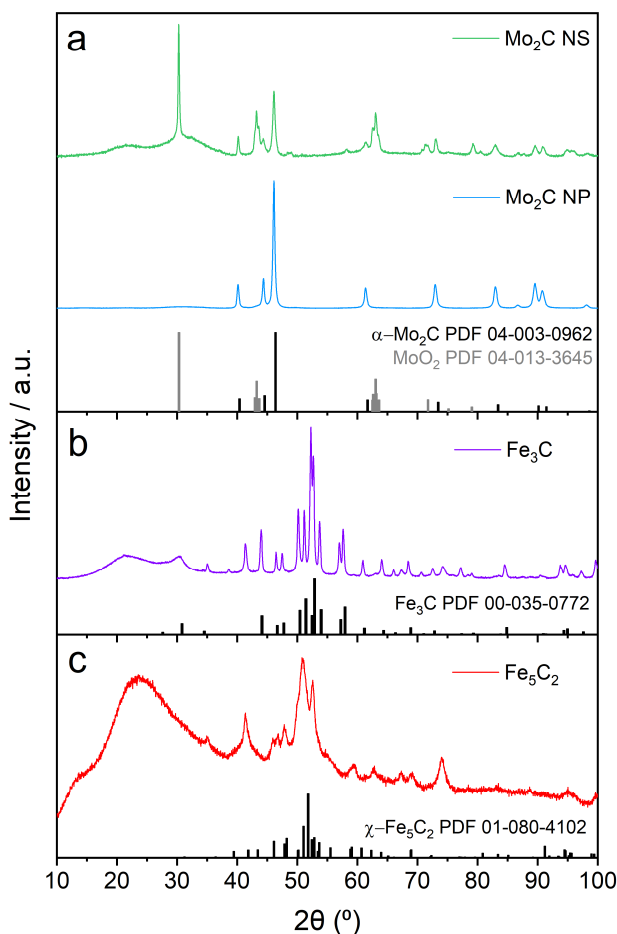 a
Mo₂C NS
Mo₂C NP
α–Mo₂C PDF 04-003-0962
MoO₂ PDF 04-013-3645
b
Fe₃C
Fe₃C PDF 00-035-0772
c
Fe₅C₂
χ–Fe₅C₂ PDF 01-080-4102
Intensity / a.u.
10 20 30 40 50 60 70 80 90 100
2θ (º)